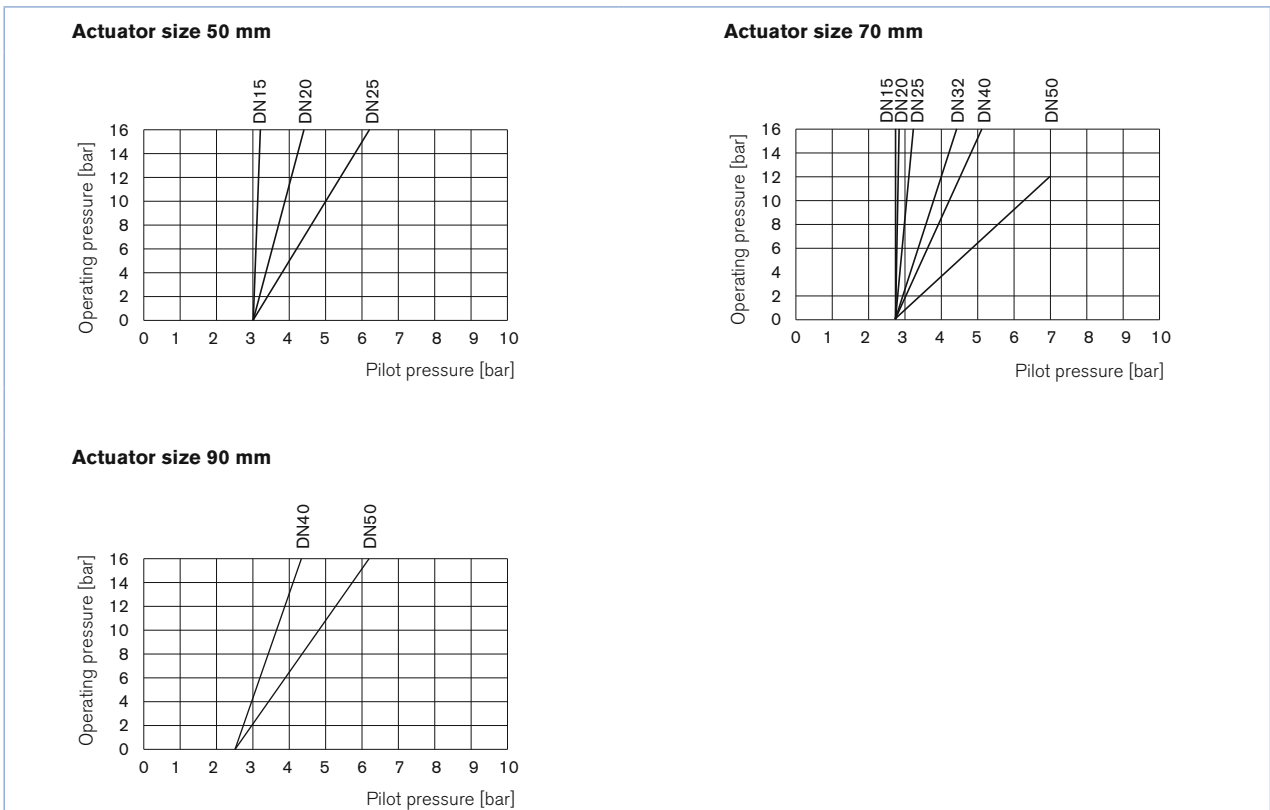 Actuator size 50 mm
DN15
DN20
DN25
Operating pressure [bar]
16
14
12
10
8
6
4
2
0
0 1 2 3 4 5 6 7 8 9 10
Pilot pressure [bar]
Actuator size 70 mm
DN15
DN20
DN25
DN32
DN40
DN50
Operating pressure [bar]
16
14
12
10
8
6
4
2
0
0 1 2 3 4 5 6 7 8 9 10
Pilot pressure [bar]
Actuator size 90 mm
DN40
DN50
Operating pressure [bar]
16
14
12
10
8
6
4
2
0
0 1 2 3 4 5 6 7 8 9 10
Pilot pressure [bar]